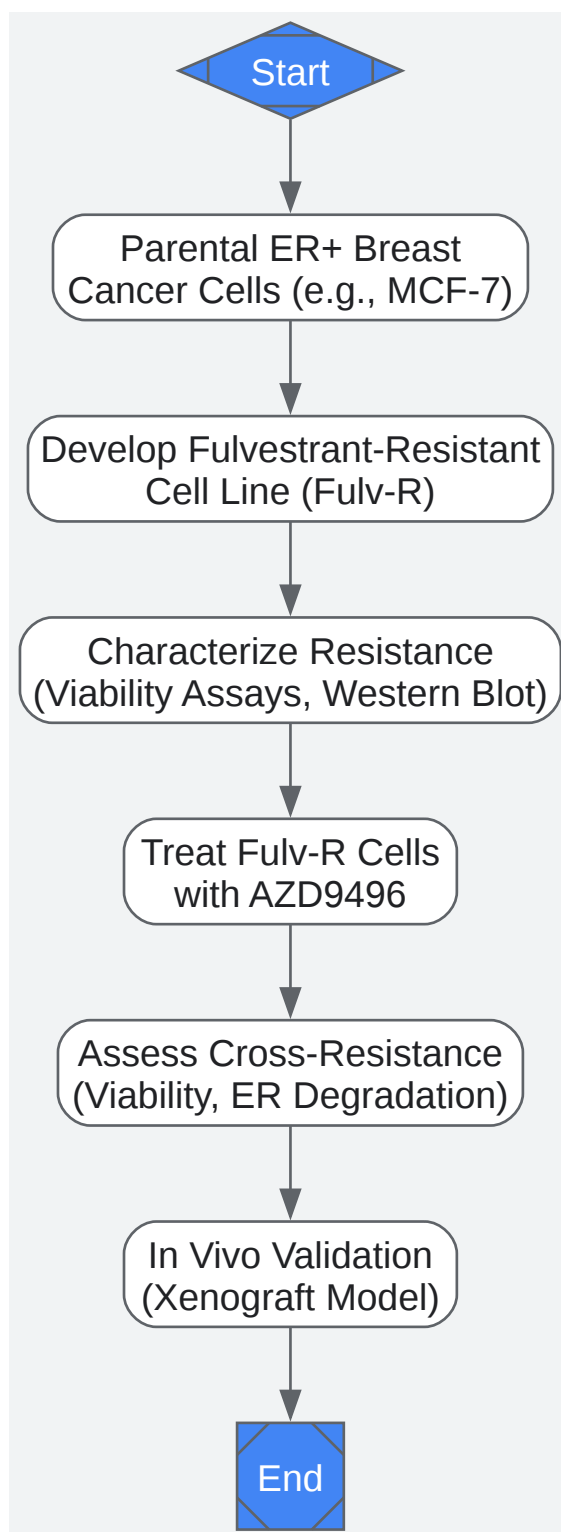 Start
Parental ER+ Breast
Cancer Cells (e.g., MCF-7)
Develop Fulvestrant-Resistant
Cell Line (Fulv-R)
Characterize Resistance
(Viability Assays, Western Blot)
Treat Fulv-R Cells
with AZD9496
Assess Cross-Resistance
(Viability, ER Degradation)
In Vivo Validation
(Xenograft Model)
End